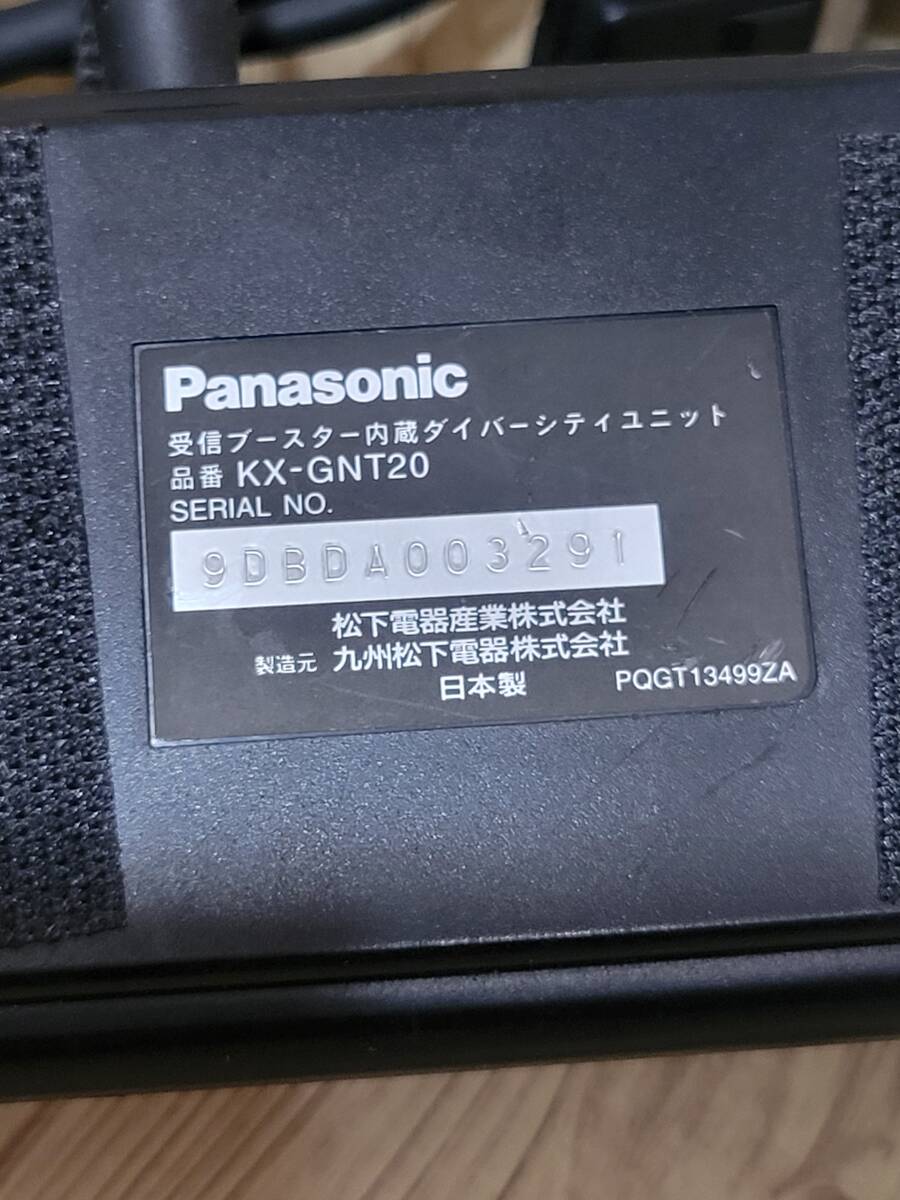 Panasonic
受信ブースター内蔵ダイバーシティユニット
品番 KX-GNT20
SERIAL NO.
9DBDA003291
松下電器産業株式会社
製造元 九州松下電器株式会社
日本製 PQGT13499ZA